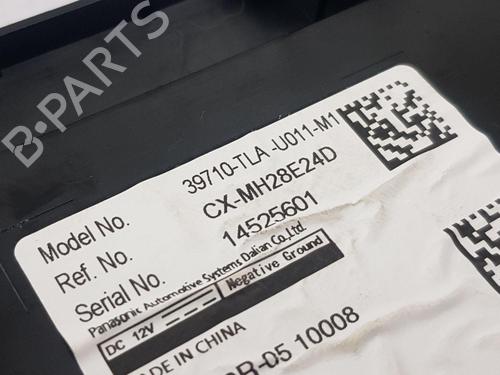 B-PARTS
Model No. 39710-TLA -U011-M1
Ref. No. CX-MH28E24D
Serial No. 14525601
Panasonic Automotive Systems Dalian Co., Ltd.
DC 12V Negative Ground
DE IN CHINA
-05 10008